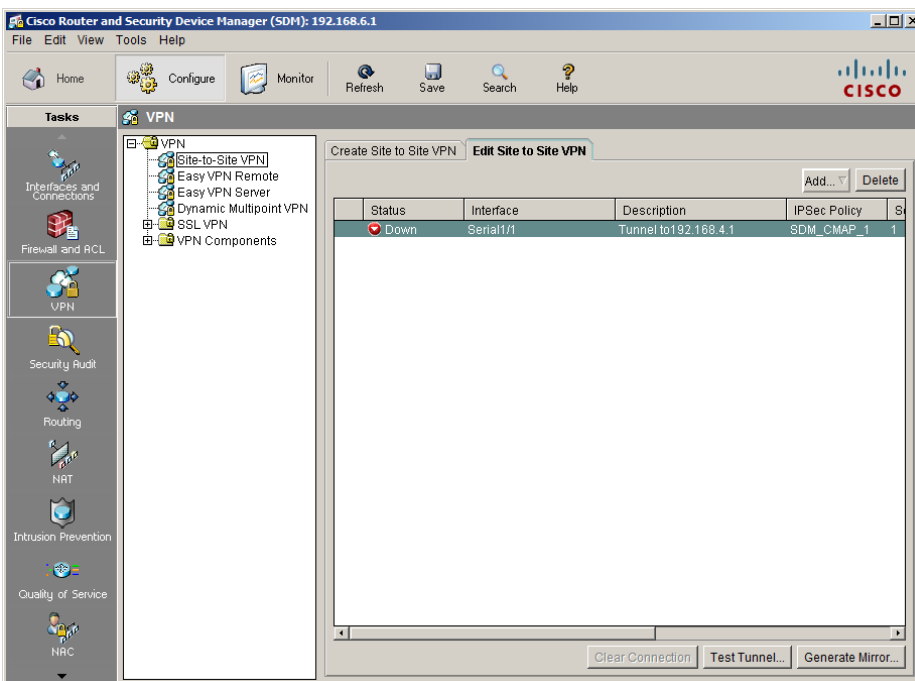 Cisco Router and Security Device Manager (SDM): 192.168.6.1
File Edit View Tools Help
Home Configure Monitor Refresh Save Search Help
CISCO
Tasks
VPN
Interfaces and Connections
Firewall and ACL
VPN
Security Audit
Routing
NAT
Intrusion Prevention
Quality of Service
NAC
VPN
Site-to-Site VPN
Easy VPN Remote
Easy VPN Server
Dynamic Multipoint VPN
SSL VPN
VPN Components
Create Site to Site VPN Edit Site to Site VPN
Add... Delete
Status Interface Description IPSec Policy
Down Serial1/1 Tunnel to192.168.4.1 SDM_CMAP_1 1
Clear Connection Test Tunnel... Generate Mirror...